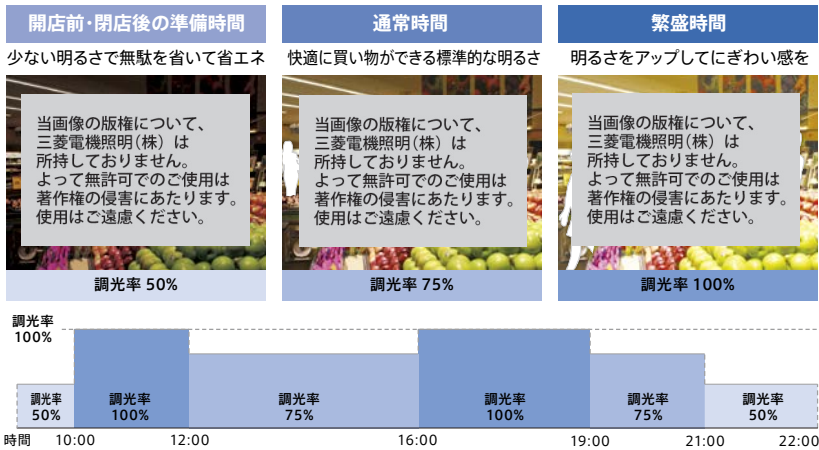 開店前・閉店後の準備時間
少ない明るさで無駄を省いて省エネ
当画像の版権について、
三菱電機照明（株）は
所持しておりません。
よって無許可でのご使用は
著作権の侵害にあたります。
使用はご遠慮ください。
調光率 50%
通常時間
快適に買い物ができる標準的な明るさ
当画像の版権について、
三菱電機照明（株）は
所持しておりません。
よって無許可でのご使用は
著作権の侵害にあたります。
使用はご遠慮ください。
調光率 75%
繁盛時間
明るさをアップしてにぎわい感を
当画像の版権について、
三菱電機照明（株）は
所持しておりません。
よって無許可でのご使用は
著作権の侵害にあたります。
使用はご遠慮ください。
調光率 100%
調光率
100%
調光率
50%
調光率
100%
調光率
75%
調光率
100%
調光率
75%
調光率
50%
時間 10:00 12:00 16:00 19:00 21:00 22:00